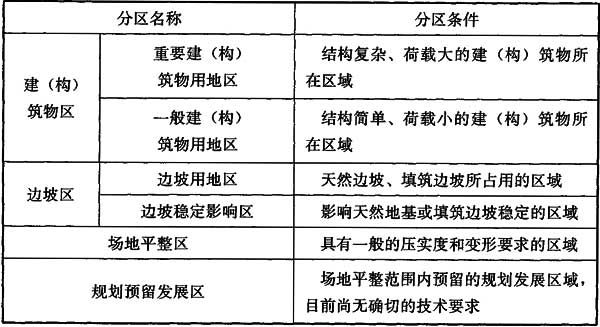 分区名称 分区条件
建（构）
筑物区
重要建（构）
筑物用地区
结构复杂、荷载大的建（构）筑物所
在区域
一般建（构）
筑物用地区
结构简单、荷载小的建（构）筑物所
在区域
边坡区
边坡用地区 天然边坡、填筑边坡所占用的区域
边坡稳定影响区 影响天然地基或填筑边坡稳定的区域
场地平整区 具有一般的压实度和变形要求的区域
规划预留发展区
场地平整范围内预留的规划发展区域，
目前尚无确切的技术要求